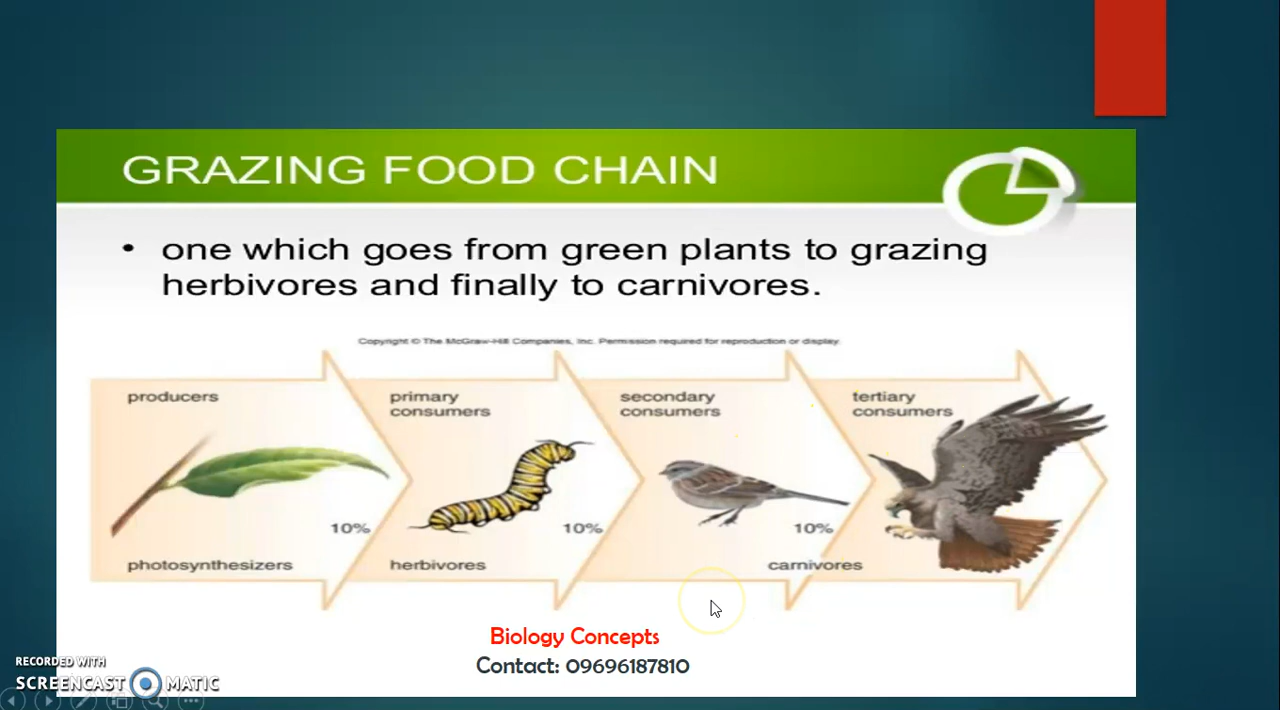 GRAZING FOOD CHAIN
• one which goes from green plants to grazing
herbivores and finally to carnivores.
Copyright © The McGraw-Hill Companies, Inc. Permission required for reproduction or display.
producers
primary
consumers
secondary
consumers
tertiary
consumers
10%
10%
10%
photosynthesizers
herbivores
carnivores
Biology Concepts
Contact: 09696187810
RECORDED WITH
SCREENCAST MATIC